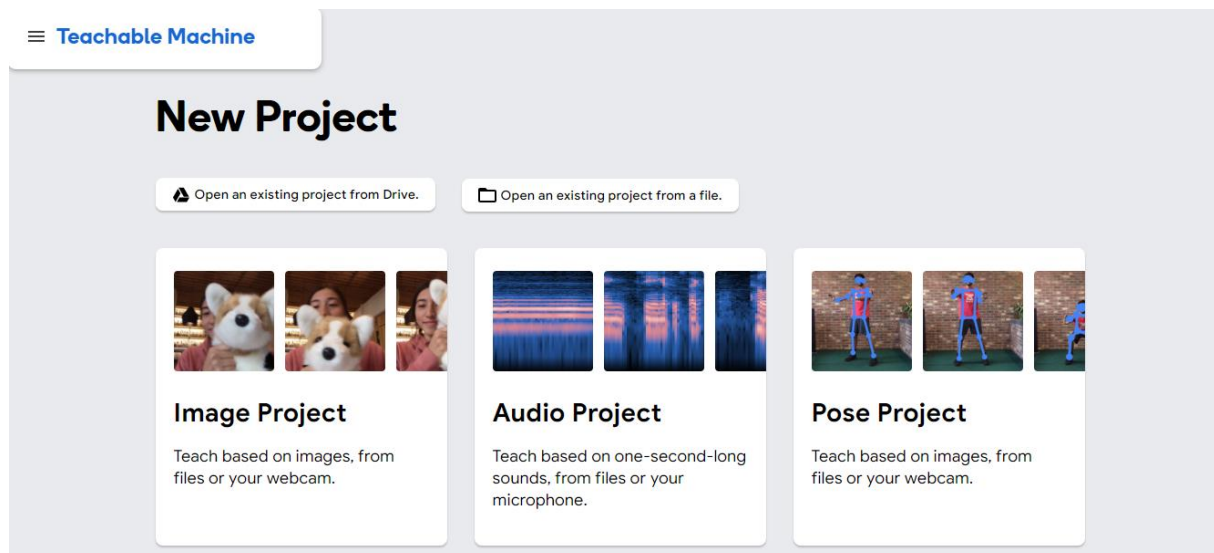 Teachable Machine
New Project
Open an existing project from Drive.
Open an existing project from a file.
Image Project
Teach based on images, from
files or your webcam.
Audio Project
Teach based on one-second-long
sounds, from files or your
microphone.
Pose Project
Teach based on images, from
files or your webcam.